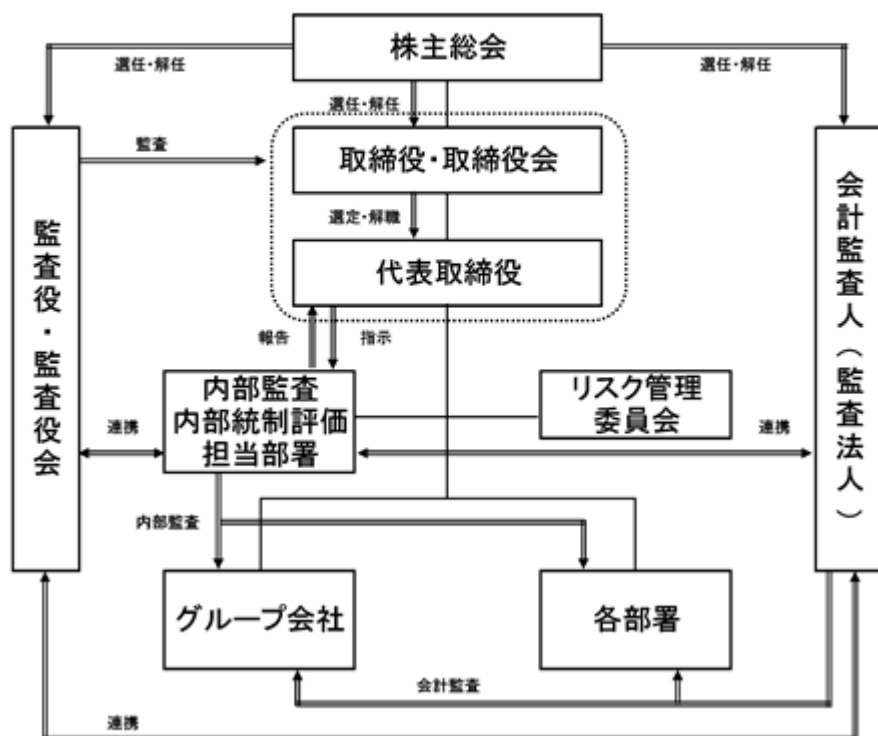 株主総会
選任・解任
選任・解任
選任・解任
監査
取締役・取締役会
選定・解職
代表取締役
監査役・監査役会
会計監査人(監査法人)
報告
指示
内部監査
内部統制評価
担当部署
リスク管理
委員会
連携
連携
内部監査
グループ会社
各部署
会計監査
連携